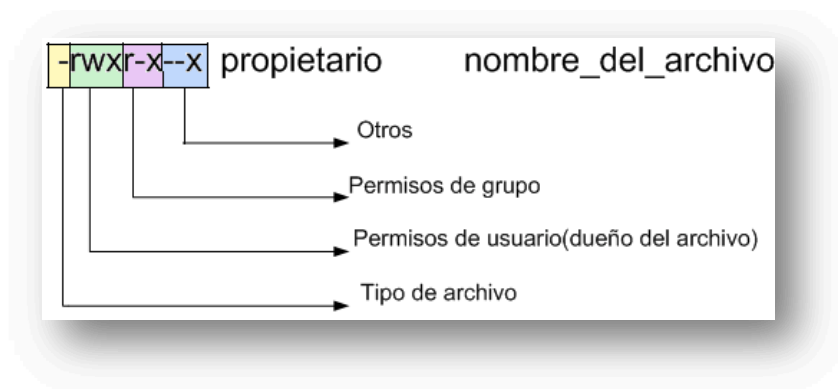 -rwxr-x--x propietario nombre_del_archivo
Otros
Permisos de grupo
Permisos de usuario(dueño del archivo)
Tipo de archivo